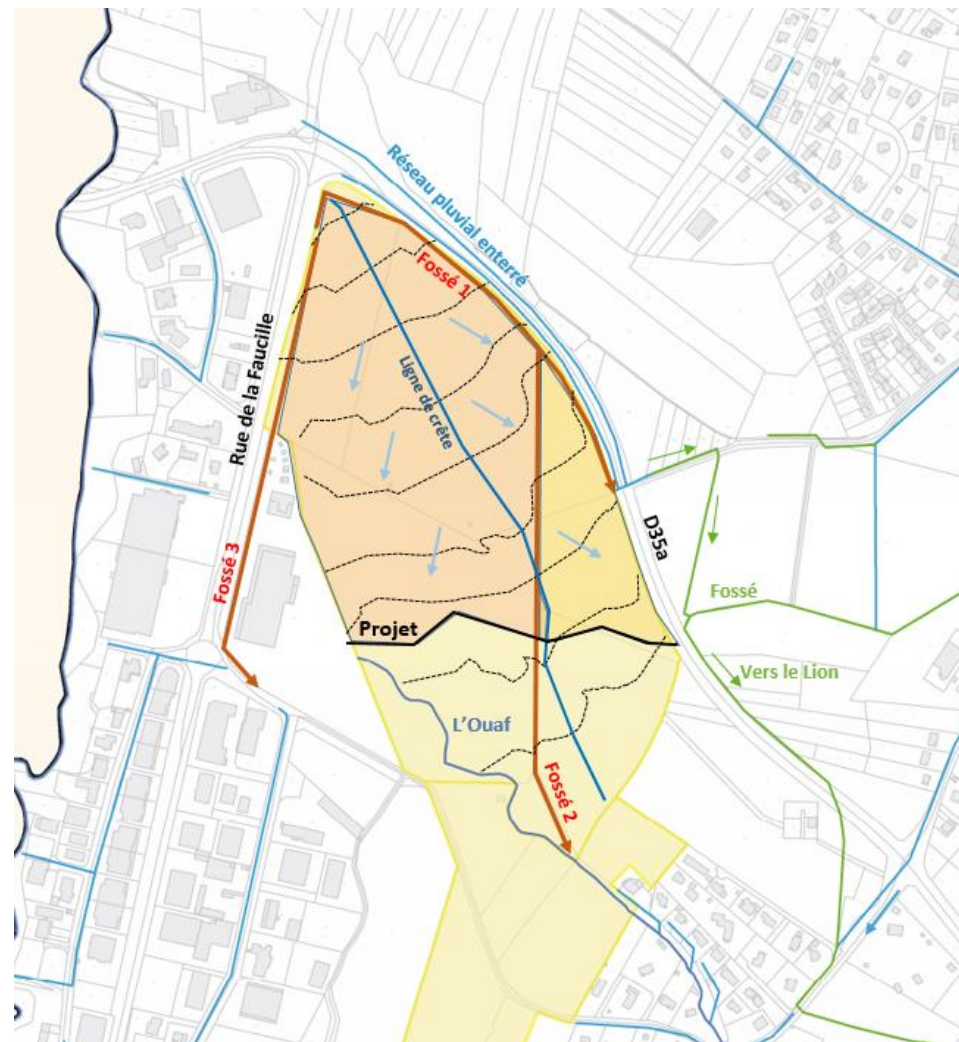 Réseau pluvial enterré
Fossé 1
Rue de la Faucille
Ligne de crête
D35a
Fossé 3
Fossé
Projet
Vers le Lion
L'Ouaf
Fossé 2